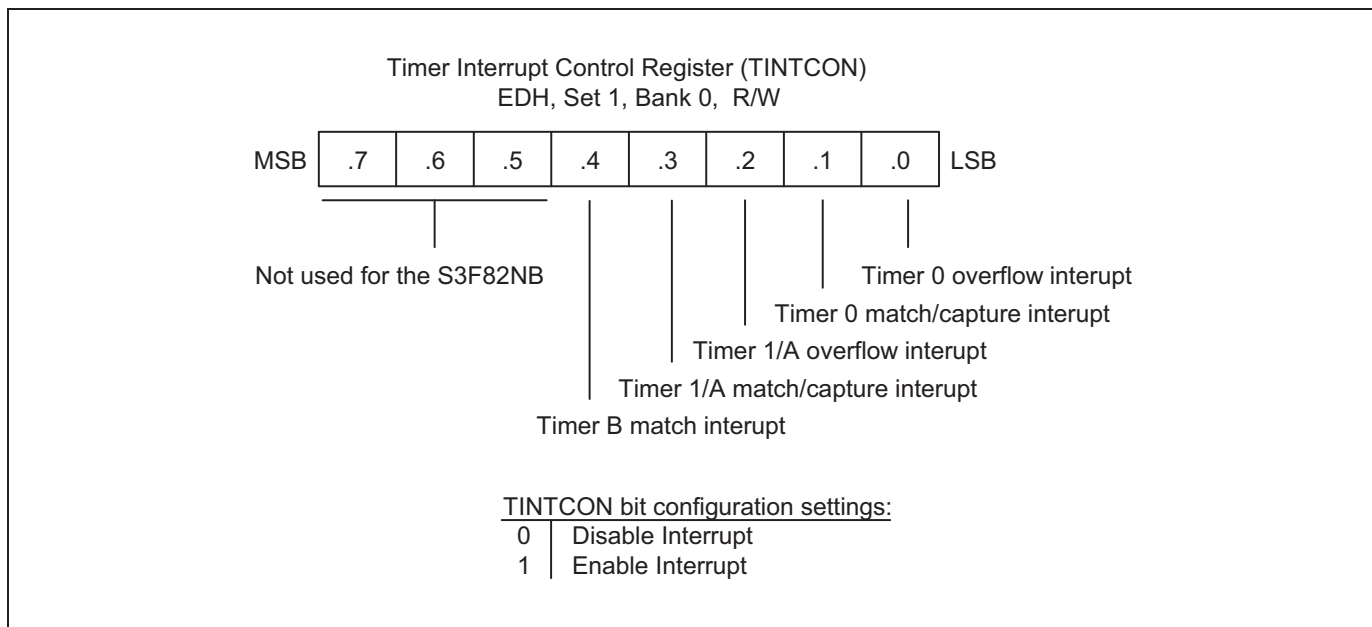 Timer Interrupt Control Register (TINTCON)
EDH, Set 1, Bank 0, R/W
MSB .7 .6 .5 .4 .3 .2 .1 .0 LSB
Not used for the S3F82NB
Timer 0 overflow interupt
Timer 0 match/capture interupt
Timer 1/A overflow interupt
Timer 1/A match/capture interupt
Timer B match interupt
TINTCON bit configuration settings:
0 Disable Interrupt
1 Enable Interrupt